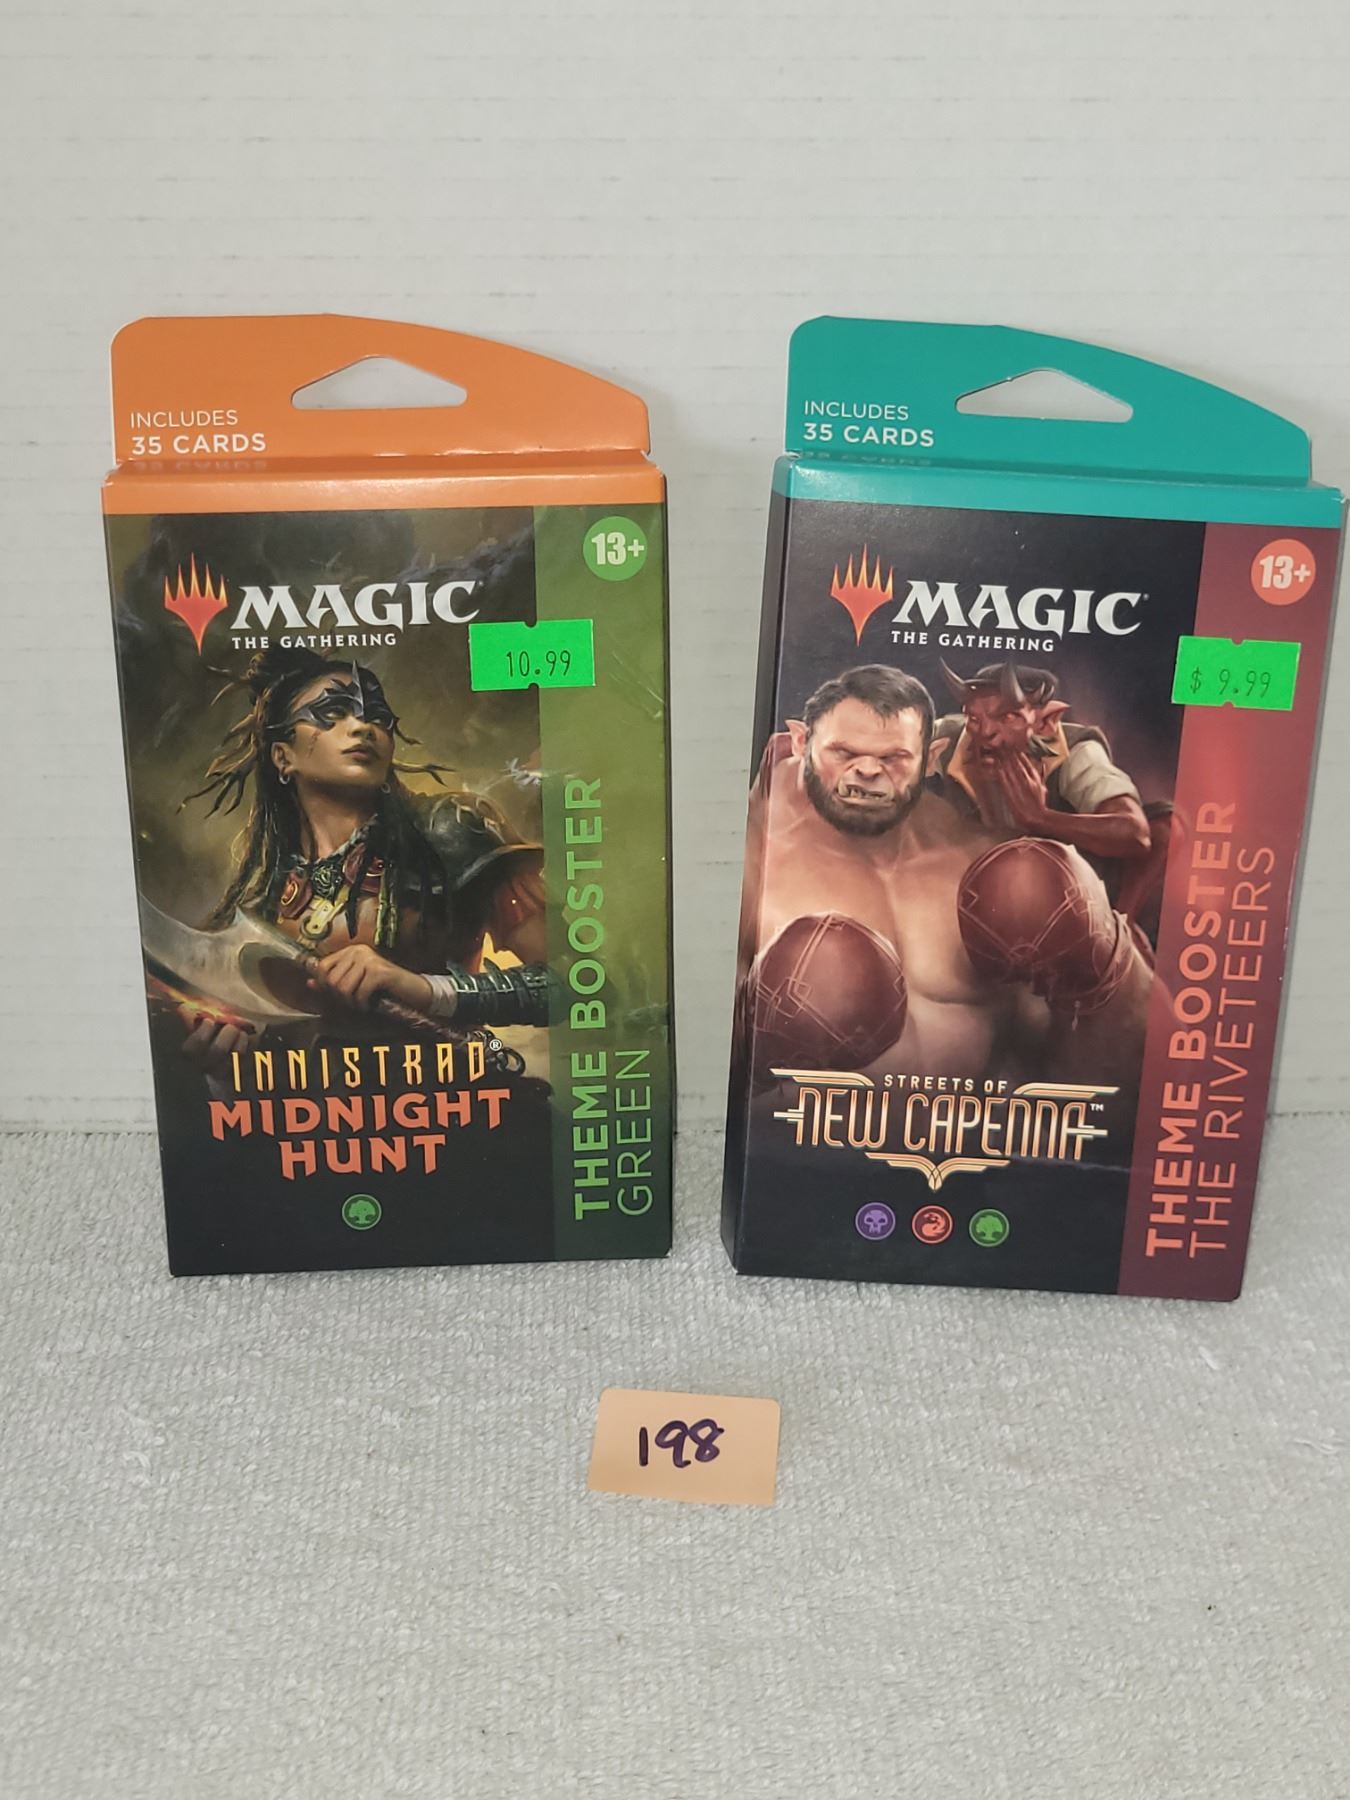 INCLUDES
35 CARDS
13+
MAGIC
THE GATHERING
10.99
INNISTRAD®
MIDNIGHT
HUNT
THEME BOOSTER
GREEN
INCLUDES
35 CARDS
13+
MAGIC®
THE GATHERING
$ 9.99
STREETS OF
NEW CAPENNA™
THEME BOOSTER
THE RIVETEERS
198